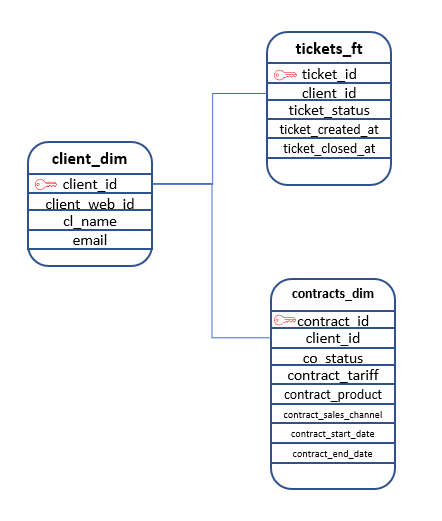 tickets_ft
ticket_id
client_id
ticket_status
ticket_created_at
ticket_closed_at
client_dim
client_id
client_web_id
cl_name
email
contracts_dim
contract_id
client_id
co_status
contract_tariff
contract_product
contract_sales_channel
contract_start_date
contract_end_date